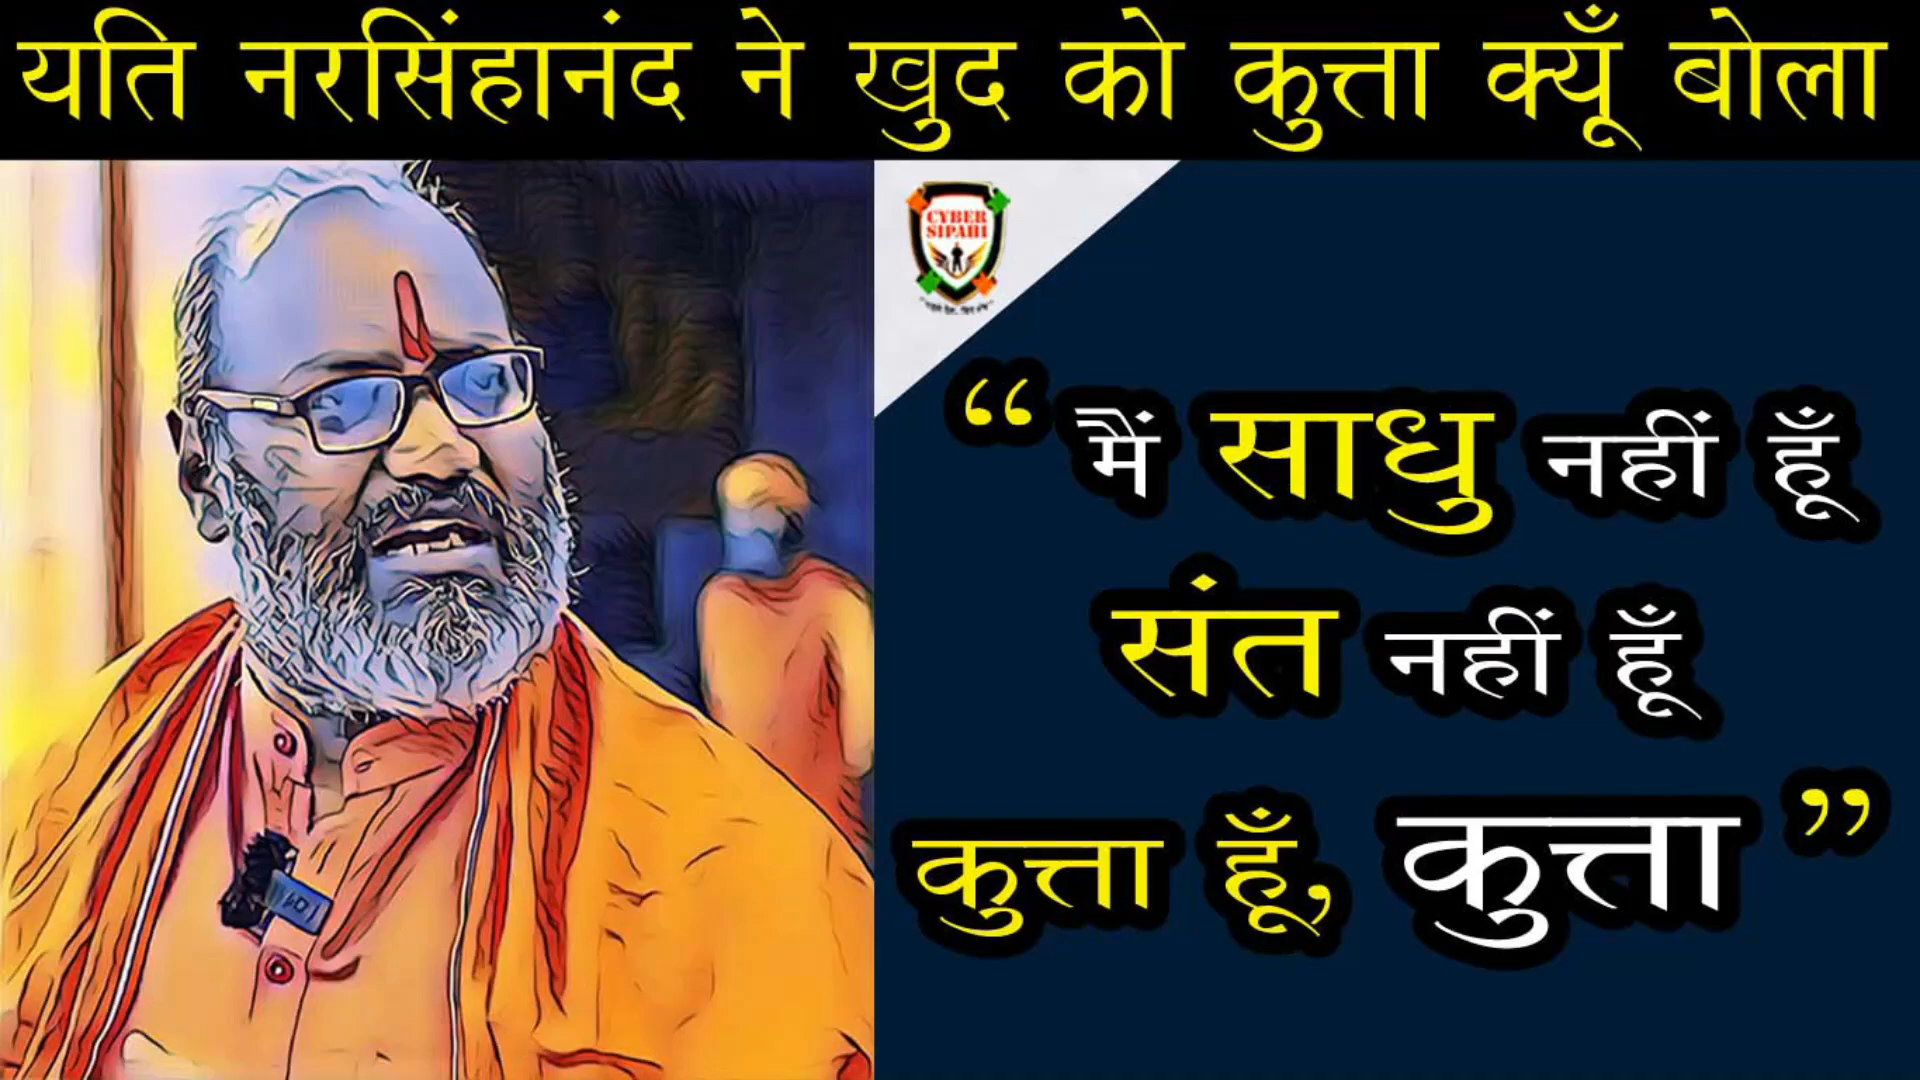 यति नरसिंहानंद ने खुद को कुत्ता क्यूँ बोला
CYBER
SIPAHI
“ मैं साधु नहीं हूँ
संत नहीं हूँ
कुत्ता हूँ, कुत्ता ”